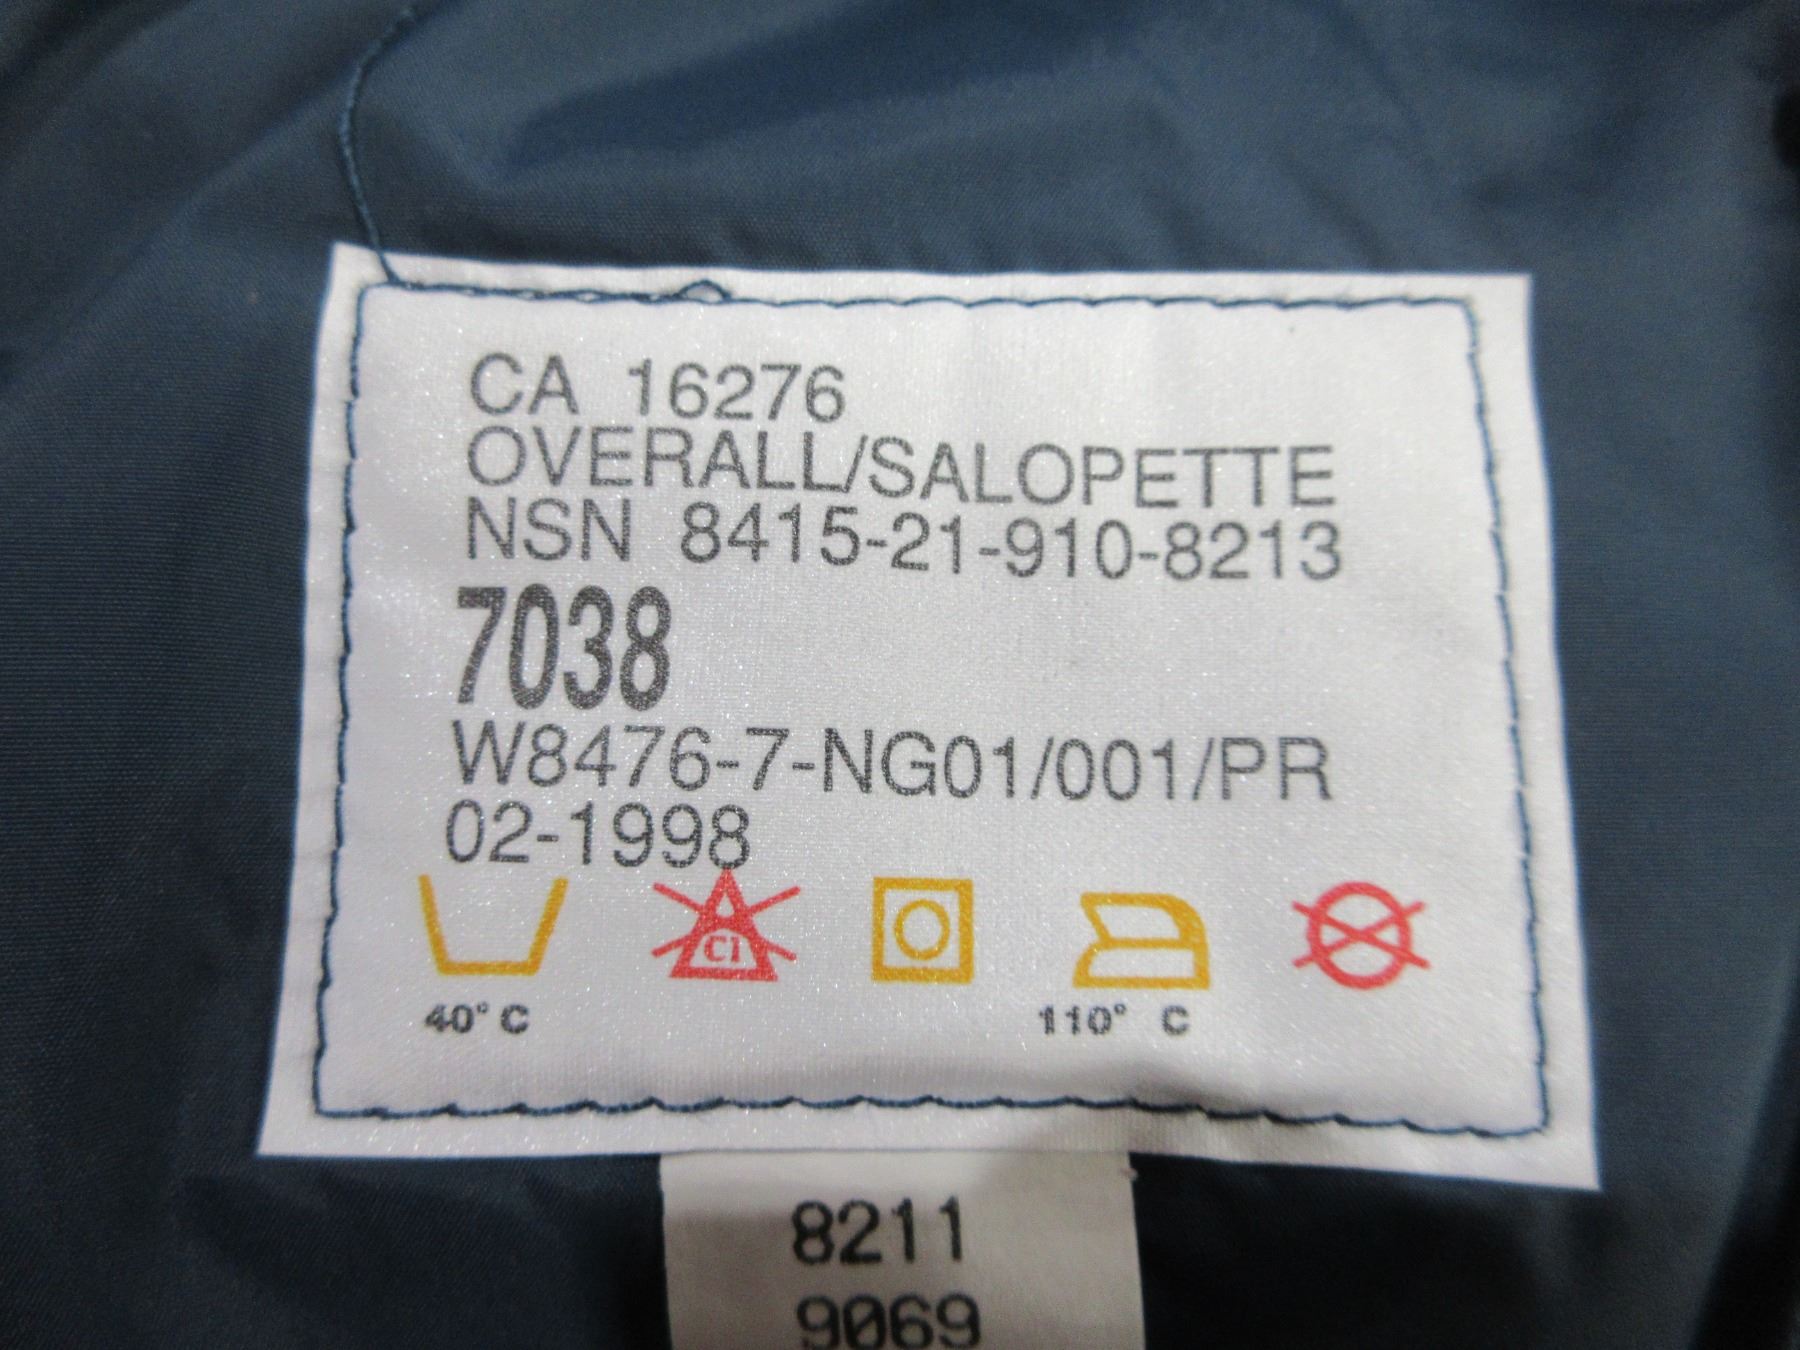 CA 16276
OVERALL/SALOPETTE
NSN 8415-21-910-8213
7038
W8476-7-NG01/001/PR
02-1998
Cl
40° C
110° C
8211
9069